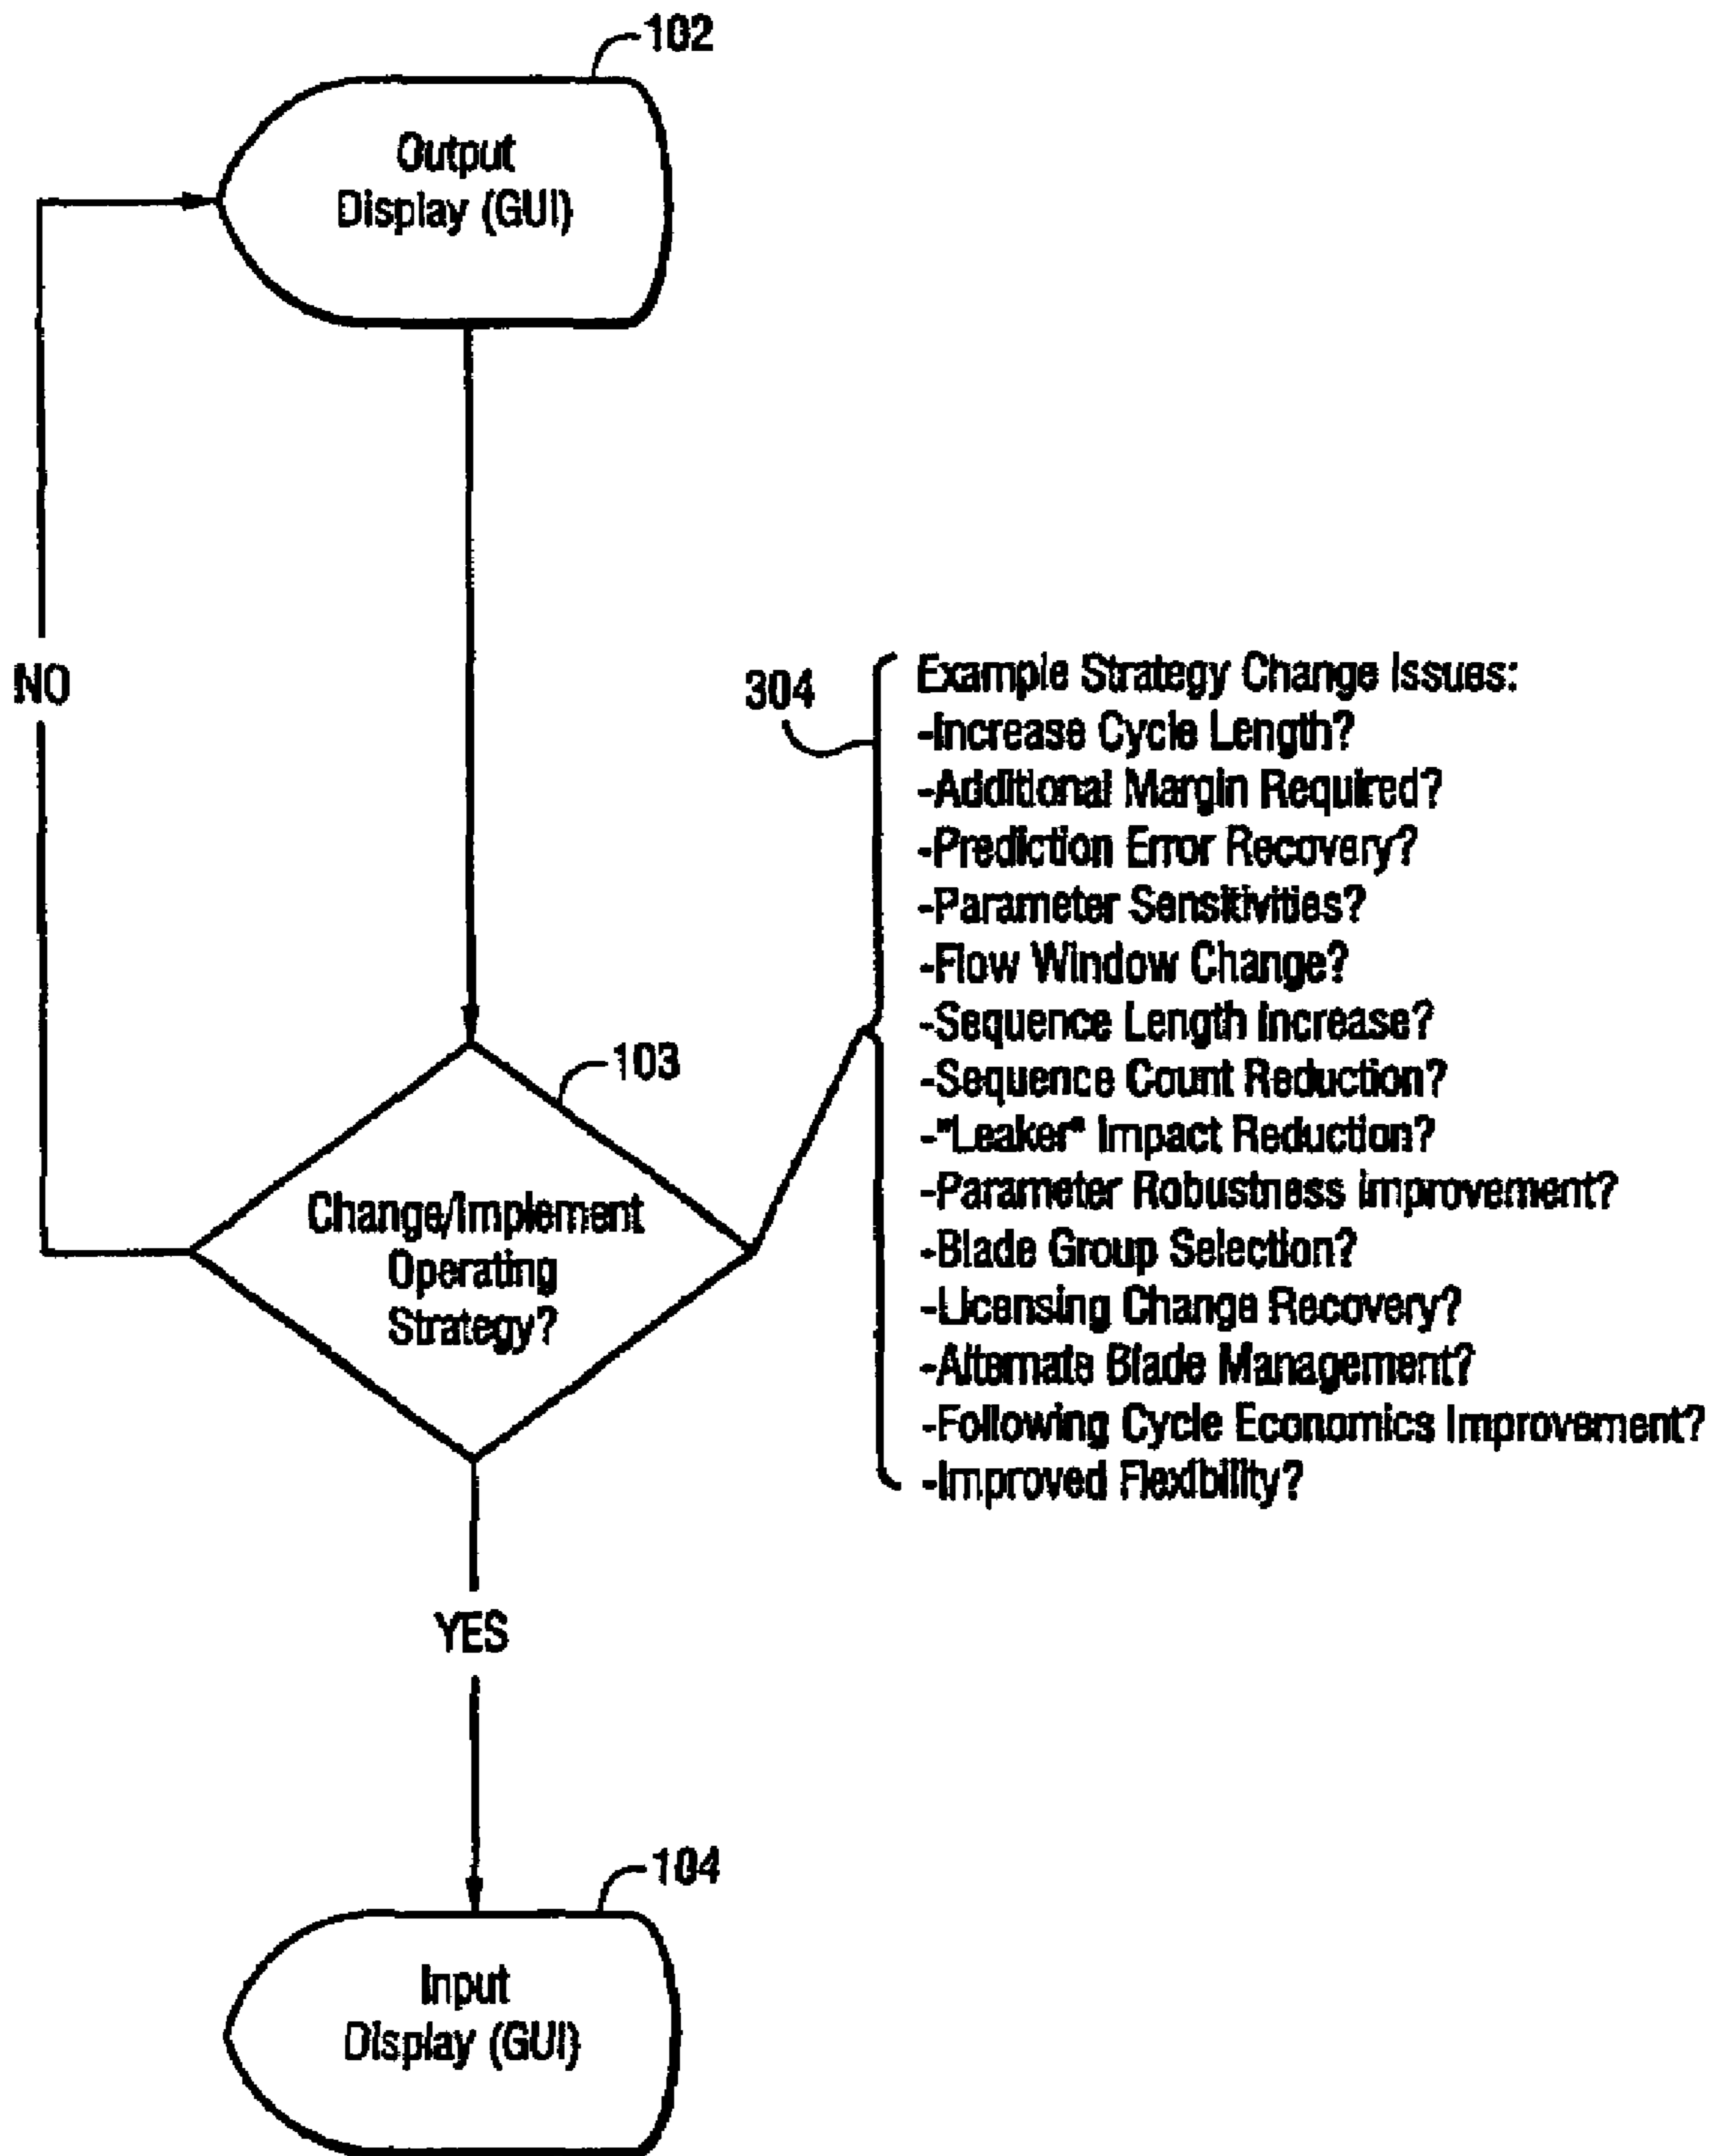 102
Output
Display (GUI)
NO
304
Example Strategy Change Issues:
-Increase Cycle Length?
-Additional Margin Required?
-Prediction Error Recovery?
-Parameter Sensitivities?
-Flow Window Change?
-Sequence Length Increase?
-Sequence Count Reduction?
-"Leaker" Impact Reduction?
-Parameter Robustness Improvement?
-Blade Group Selection?
-Licensing Change Recovery?
-Alternate Blade Management?
-Following Cycle Economics Improvement?
-Improved Flexibility?
103
Change/Implement
Operating
Strategy?
YES
104
Input
Display (GUI)